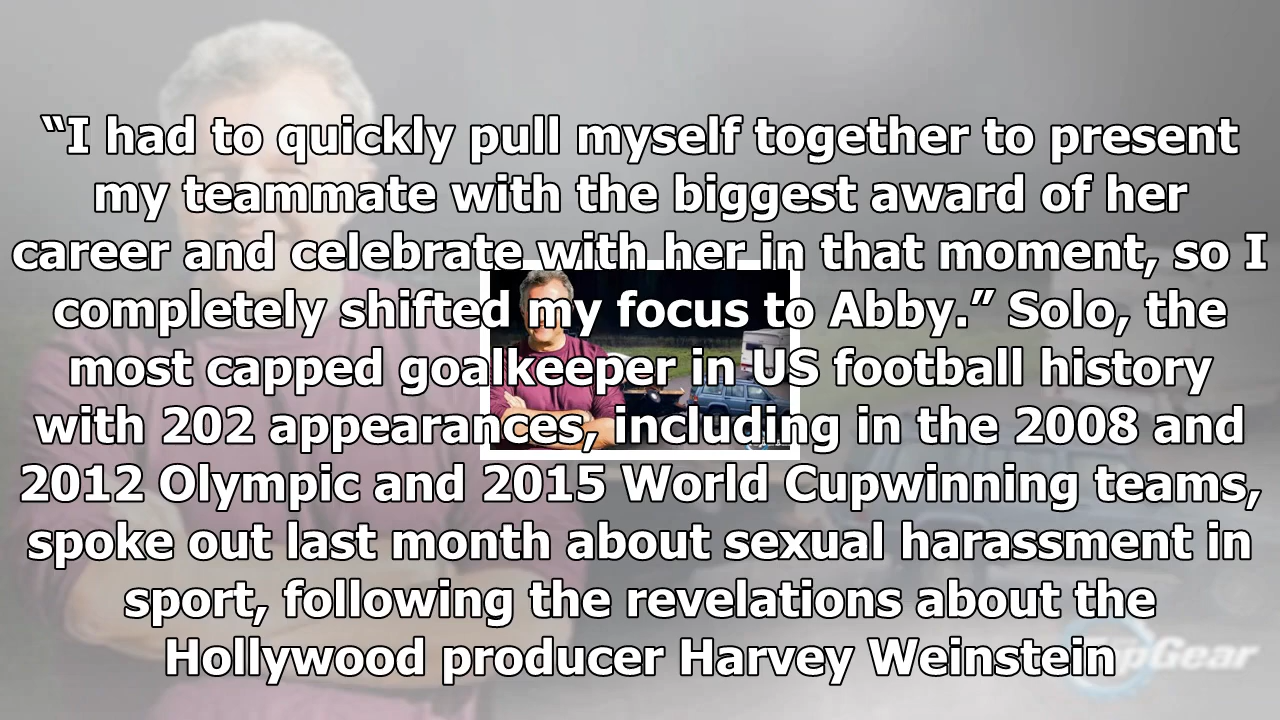 “I had to quickly pull myself together to present
my teammate with the biggest award of her
career and celebrate with her in that moment, so I
completely shifted my focus to Abby.” Solo, the
most capped goalkeeper in US football history
with 202 appearances, including in the 2008 and
2012 Olympic and 2015 World Cupwinning teams,
spoke out last month about sexual harassment in
sport, following the revelations about the
Hollywood producer Harvey Weinstein
TopGear